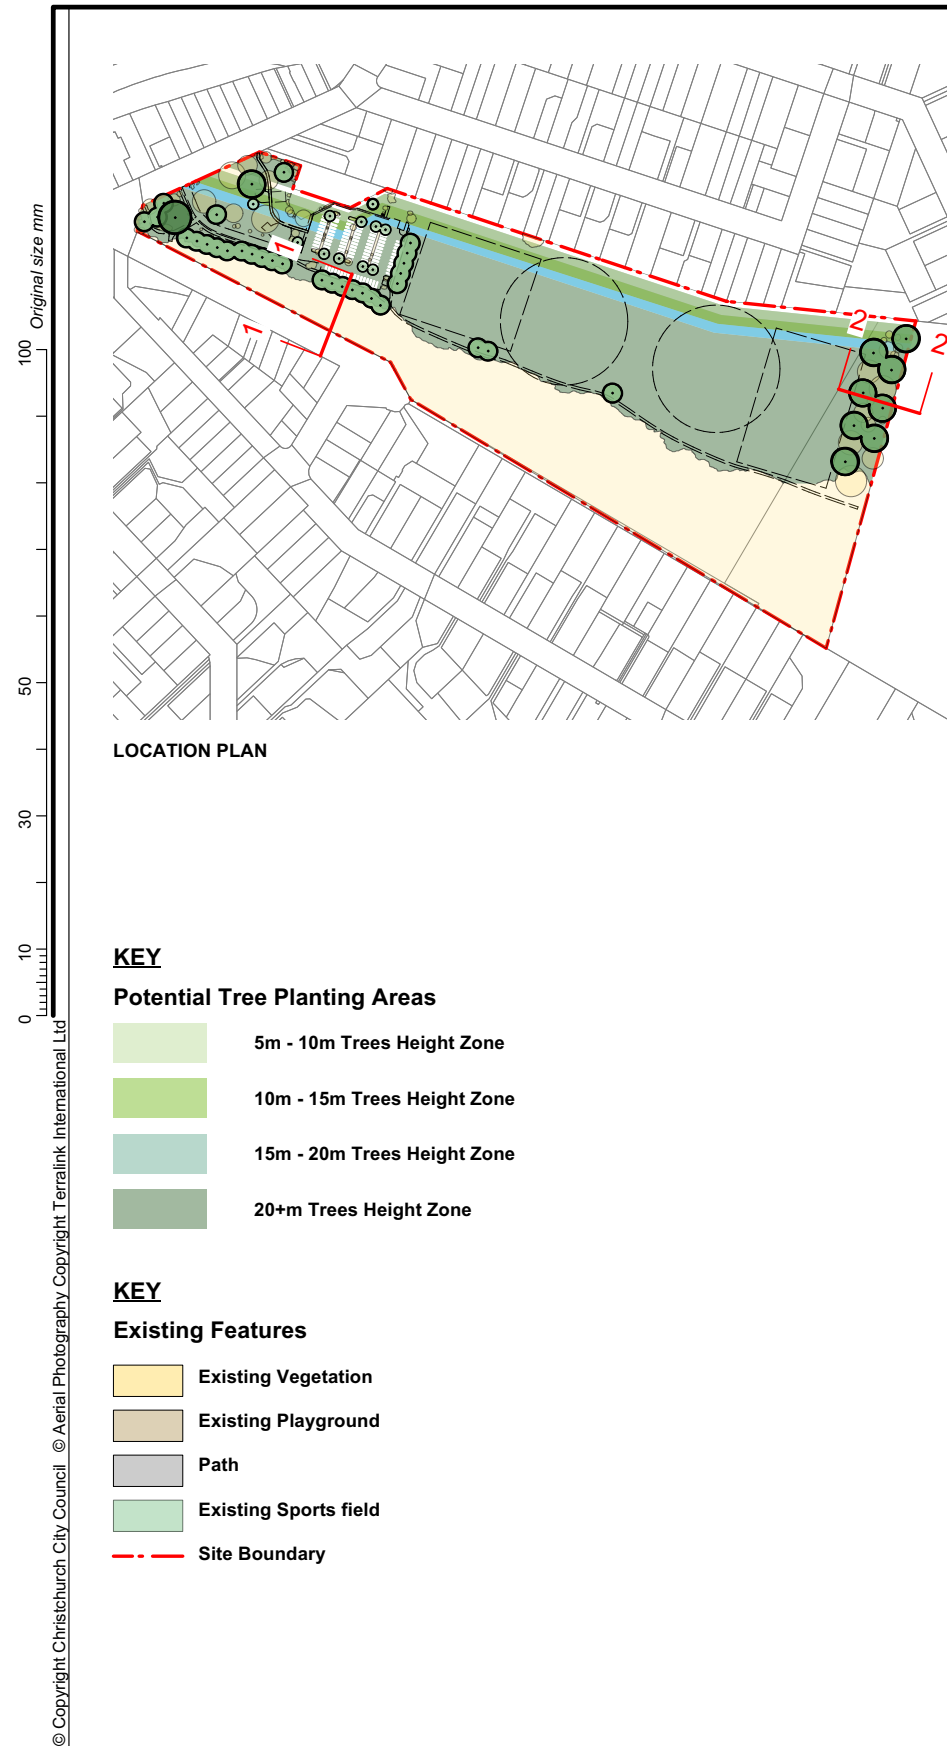 1
1
2
2
LOCATION PLAN
KEY
Potential Tree Planting Areas
5m - 10m Trees Height Zone
10m - 15m Trees Height Zone
15m - 20m Trees Height Zone
20+m Trees Height Zone
KEY
Existing Features
Existing Vegetation
Existing Playground
Path
Existing Sports field
Site Boundary
Original size mm
100
50
30
10
0
© Copyright Christchurch City Council © Aerial Photography Copyright Terralink International Ltd